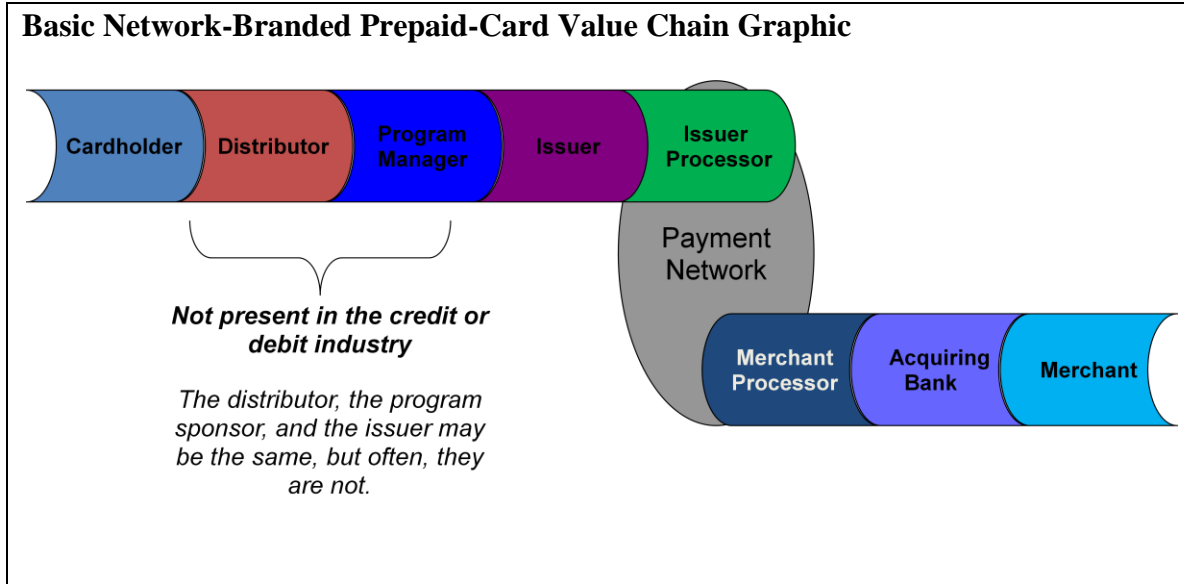 Basic Network-Branded Prepaid-Card Value Chain Graphic
Cardholder
Distributor
Program
Manager
Issuer
Issuer
Processor
Payment
Network
Not present in the credit or
debit industry
The distributor, the program
sponsor, and the issuer may
be the same, but often, they
are not.
Merchant
Processor
Acquiring
Bank
Merchant